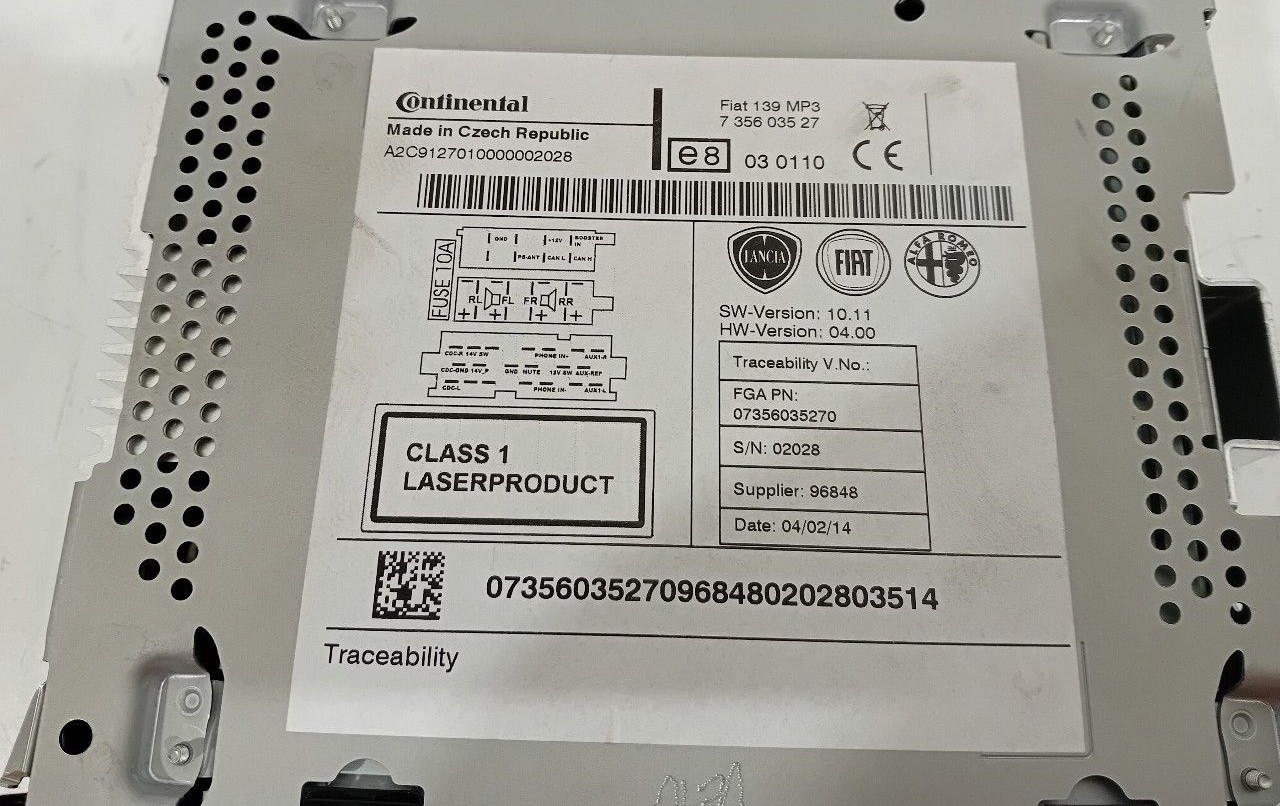 Continental
Made in Czech Republic
A2C9127010000002028
Fiat 139 MP3
7 356 035 27
e8 03 0110 CE
FUSE 10A
GND +12V BOOSTER IN
PS-ANT CAN L CAN H
RL FL FR RR
CDC-R 14V SW PHONE IN+ AUX1-R
CDC-GND 14V_P GND MUTE 12V SW AUX-REF
CDC-L PHONE IN- AUX1-L
CLASS 1
LASERPRODUCT
LANCIA FIAT ALFA ROMEO
SW-Version: 10.11
HW-Version: 04.00
Traceability V.No.:
FGA PN:
07356035270
S/N: 02028
Supplier: 96848
Date: 04/02/14
07356035270968480202803514
Traceability